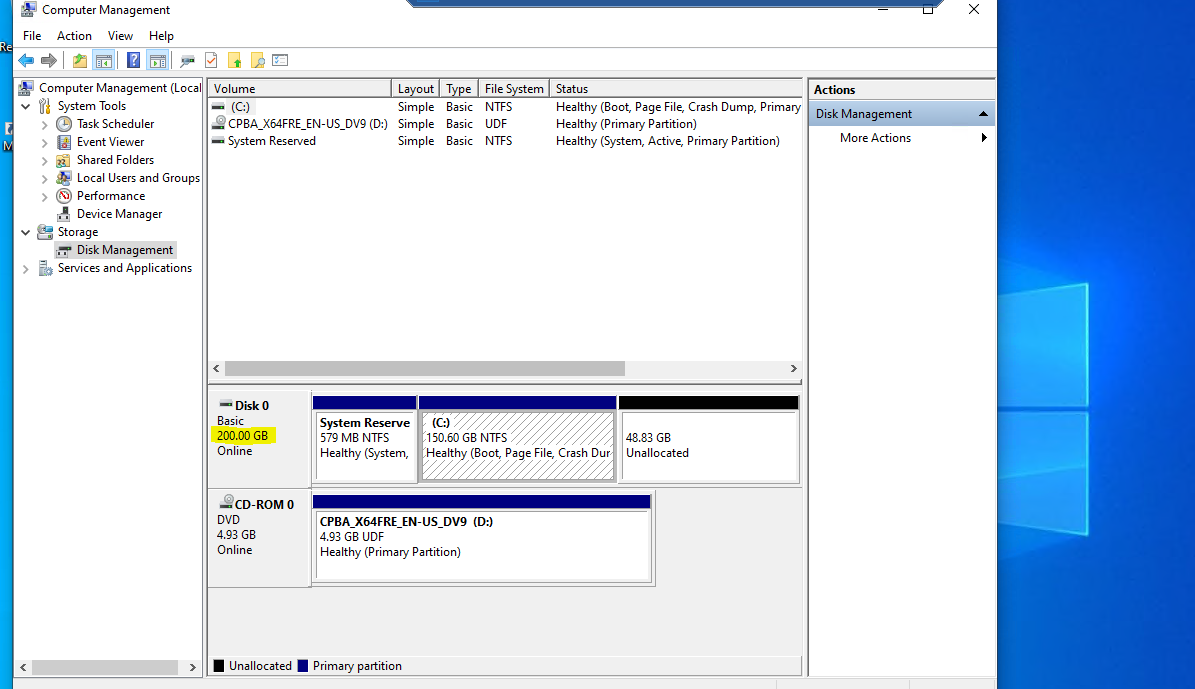 Computer Management
File Action View Help
Re
M
Computer Management (Local
System Tools
Task Scheduler
Event Viewer
Shared Folders
Local Users and Groups
Performance
Device Manager
Storage
Disk Management
Services and Applications
Volume Layout Type File System Status
(C:) Simple Basic NTFS Healthy (Boot, Page File, Crash Dump, Primary
CPBA_X64FRE_EN-US_DV9 (D:) Simple Basic UDF Healthy (Primary Partition)
System Reserved Simple Basic NTFS Healthy (System, Active, Primary Partition)
Actions
Disk Management
More Actions
Disk 0
Basic
200.00 GB
Online
System Reserve
579 MB NTFS
Healthy (System,
(C:)
150.60 GB NTFS
Healthy (Boot, Page File, Crash Dur
48.83 GB
Unallocated
CD-ROM 0
DVD
4.93 GB
Online
CPBA_X64FRE_EN-US_DV9 (D:)
4.93 GB UDF
Healthy (Primary Partition)
Unallocated Primary partition